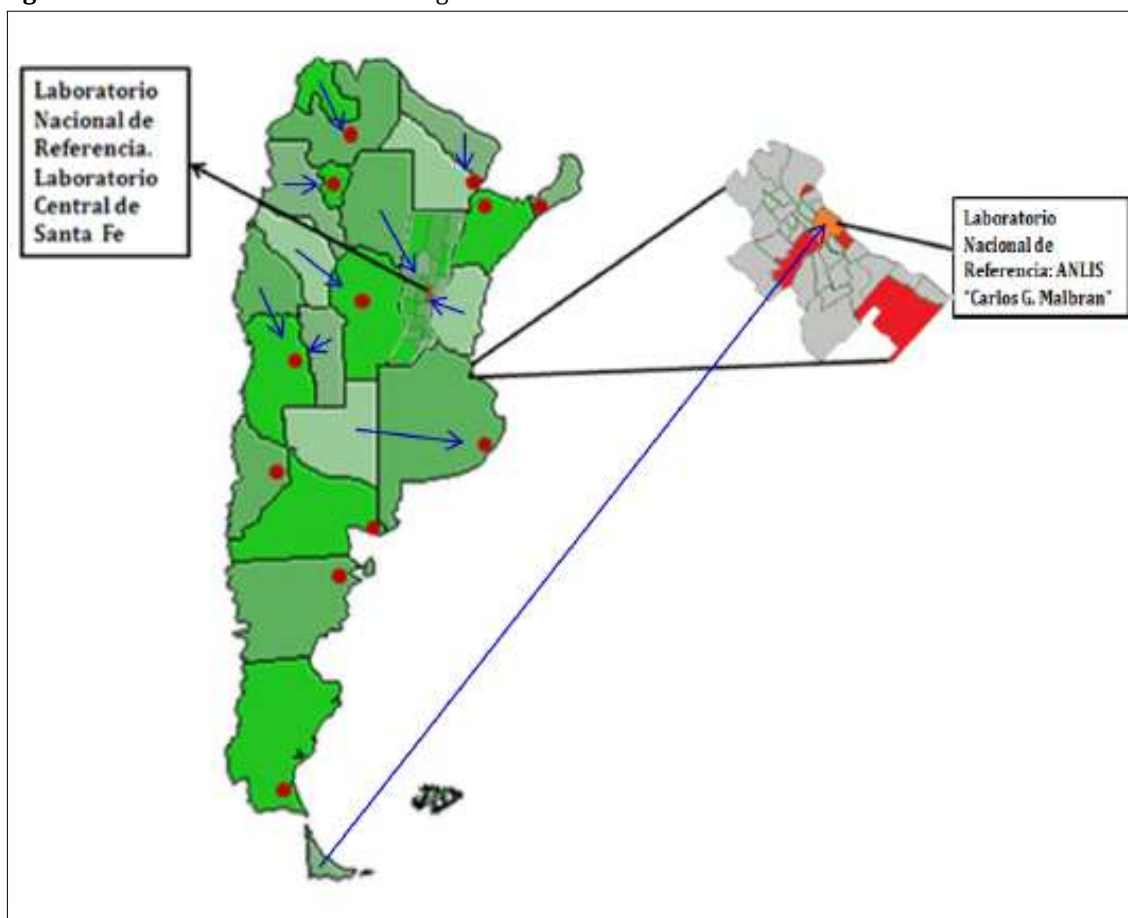 Laboratorio
Nacional de
Referencia.
Laboratorio
Central de
Santa Fe
Laboratorio
Nacional de
Referencia: ANLIS
"Carlos G. Malbran"